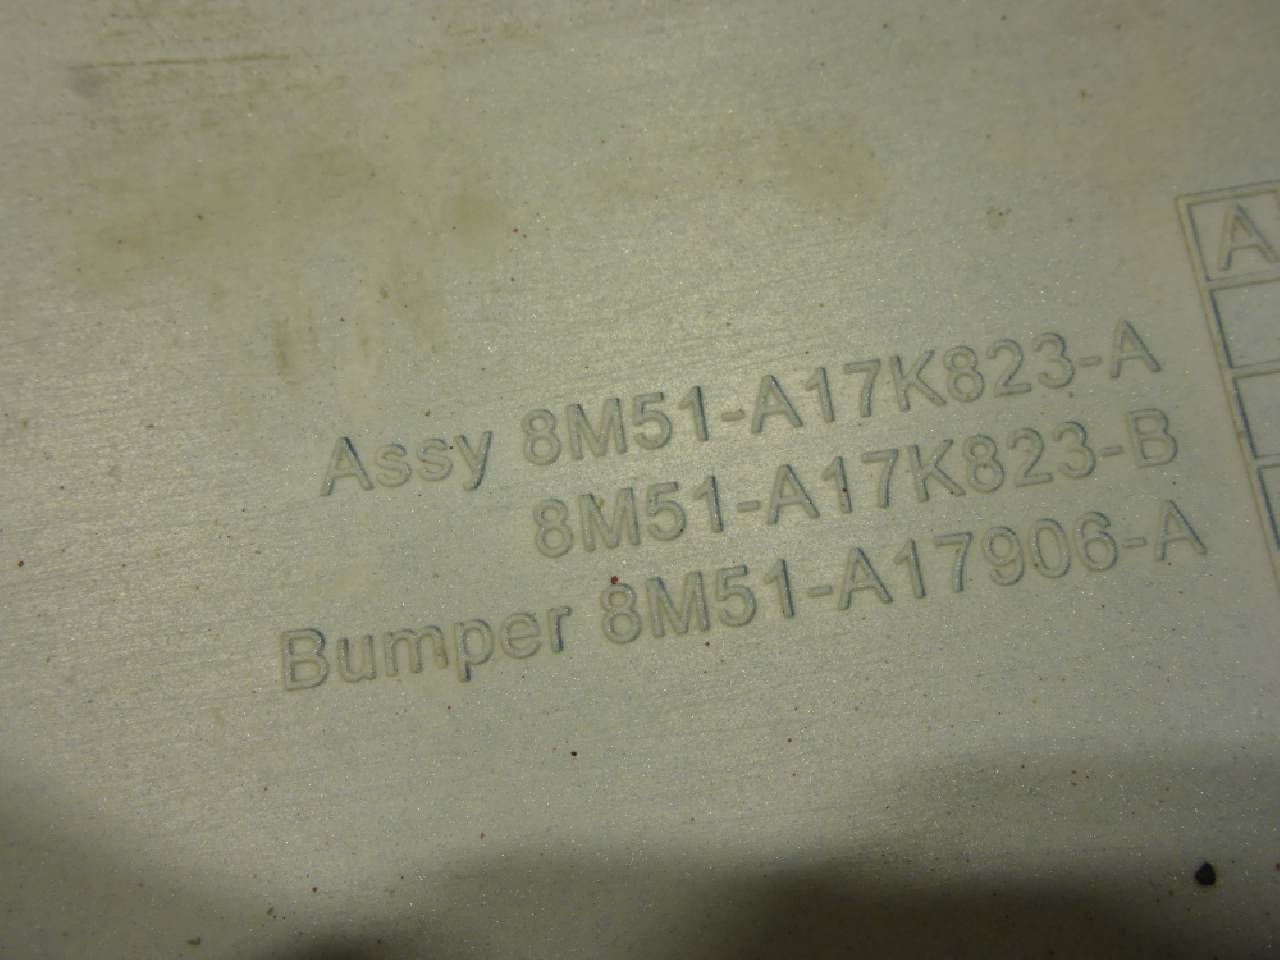 Assy 8M51-A17K823-A
8M51-A17K823-B
Bumper 8M51-A17906-A
A